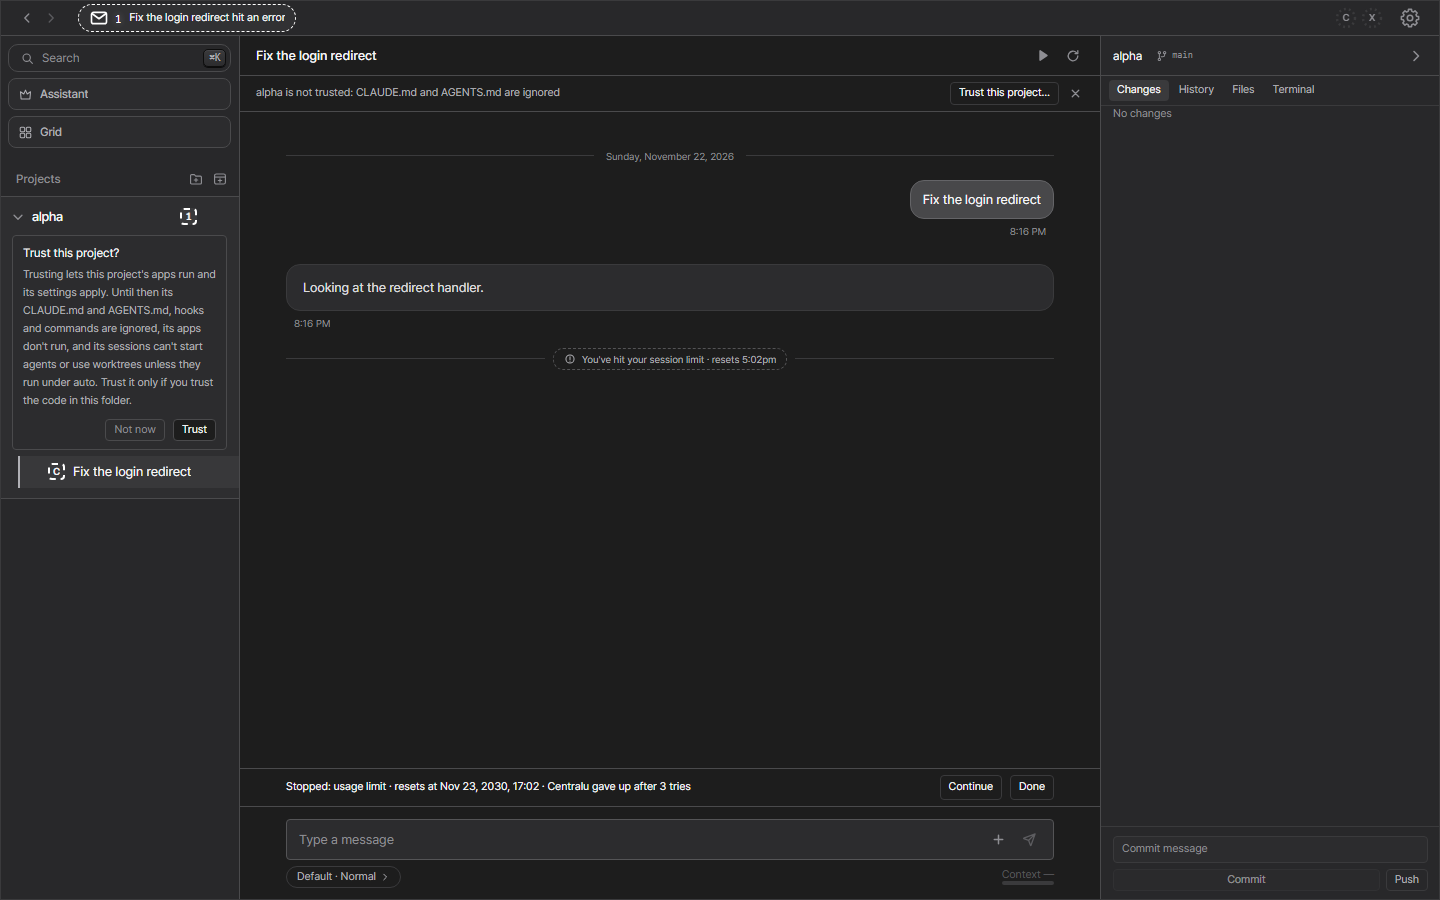 1 Fix the login redirect hit an error
C X
Search ⌘K
Assistant
Grid
Projects
alpha 1
Trust this project?
Trusting lets this project's apps run and
its settings apply. Until then its
CLAUDE.md and AGENTS.md, hooks
and commands are ignored, its apps
don't run, and its sessions can't start
agents or use worktrees unless they
run under auto. Trust it only if you trust
the code in this folder.
Not now Trust
C Fix the login redirect
Fix the login redirect
alpha is not trusted: CLAUDE.md and AGENTS.md are ignored
Trust this project...
Sunday, November 22, 2026
Fix the login redirect
8:16 PM
Looking at the redirect handler.
8:16 PM
You've hit your session limit · resets 5:02pm
Stopped: usage limit · resets at Nov 23, 2030, 17:02 · Centralu gave up after 3 tries
Continue Done
Type a message
Default · Normal
Context —
alpha main
Changes History Files Terminal
No changes
Commit message
Commit Push